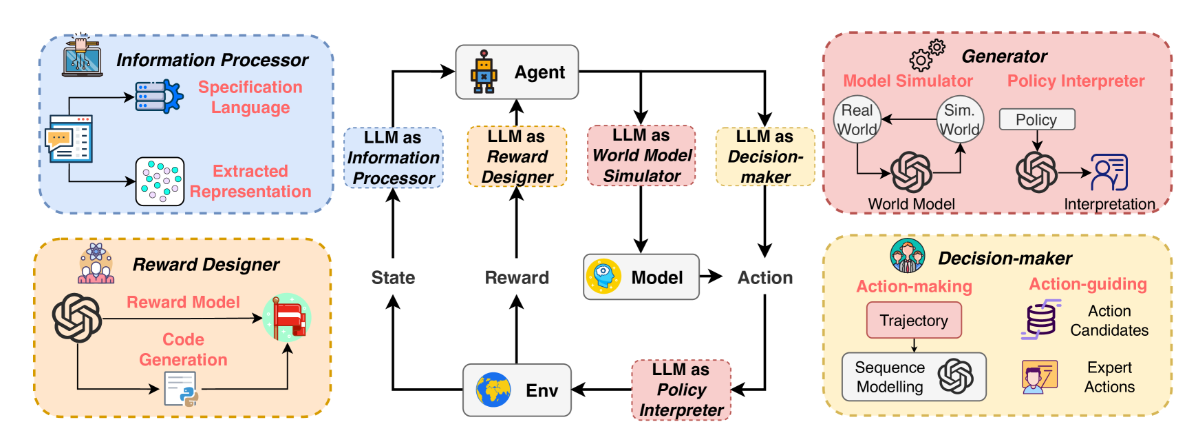 Information Processor
Specification
Language
Extracted
Representation
Reward Designer
Reward Model
Code
Generation
Agent
LLM as
Information
Processor
LLM as
Reward
Designer
LLM as
World Model
Simulator
LLM as
Decision-
maker
State
Reward
Model
Action
Env
LLM as
Policy
Interpreter
Generator
Model Simulator
Policy Interpreter
Real
World
Sim.
World
World Model
Policy
Interpretation
Decision-maker
Action-making
Action-guiding
Trajectory
Sequence
Modelling
Action
Candidates
Expert
Actions